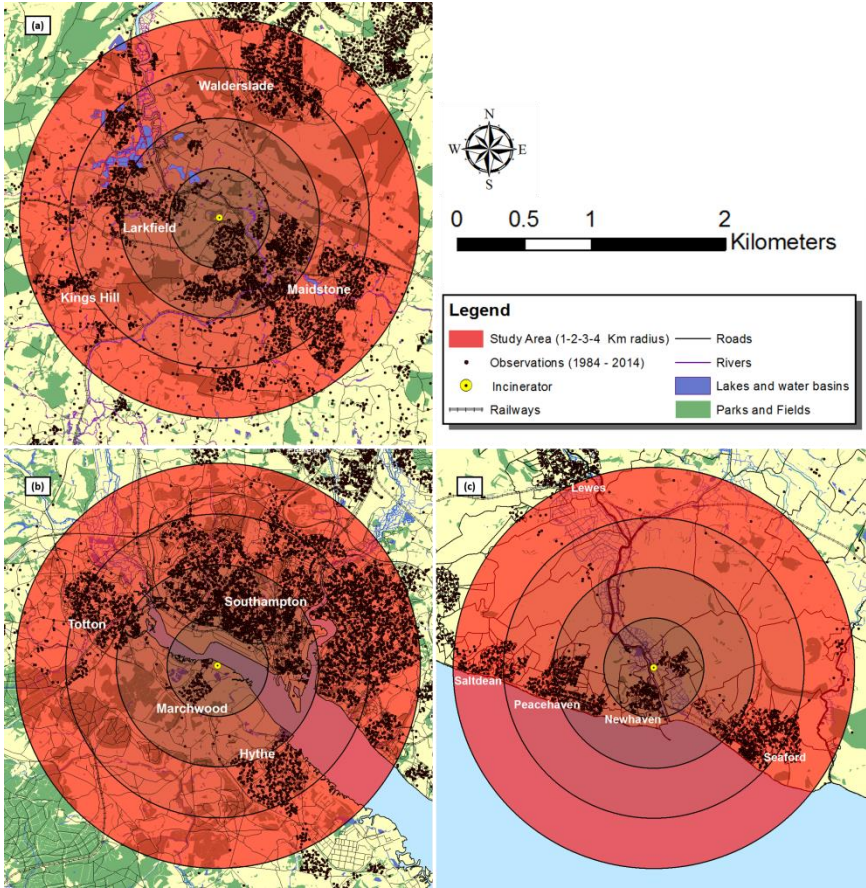 (a)
Walderslade
Larkfield
Kings Hill
Maidstone
N
W E
S
0 0.5 1 2
Kilometers
Legend
Study Area (1-2-3-4 Km radius)
Observations (1984 - 2014)
Incinerator
Railways
Roads
Rivers
Lakes and water basins
Parks and Fields
(b)
Totton
Southampton
Marchwood
Hythe
(c)
Lewes
Saltdean
Peacehaven
Newhaven
Seaford